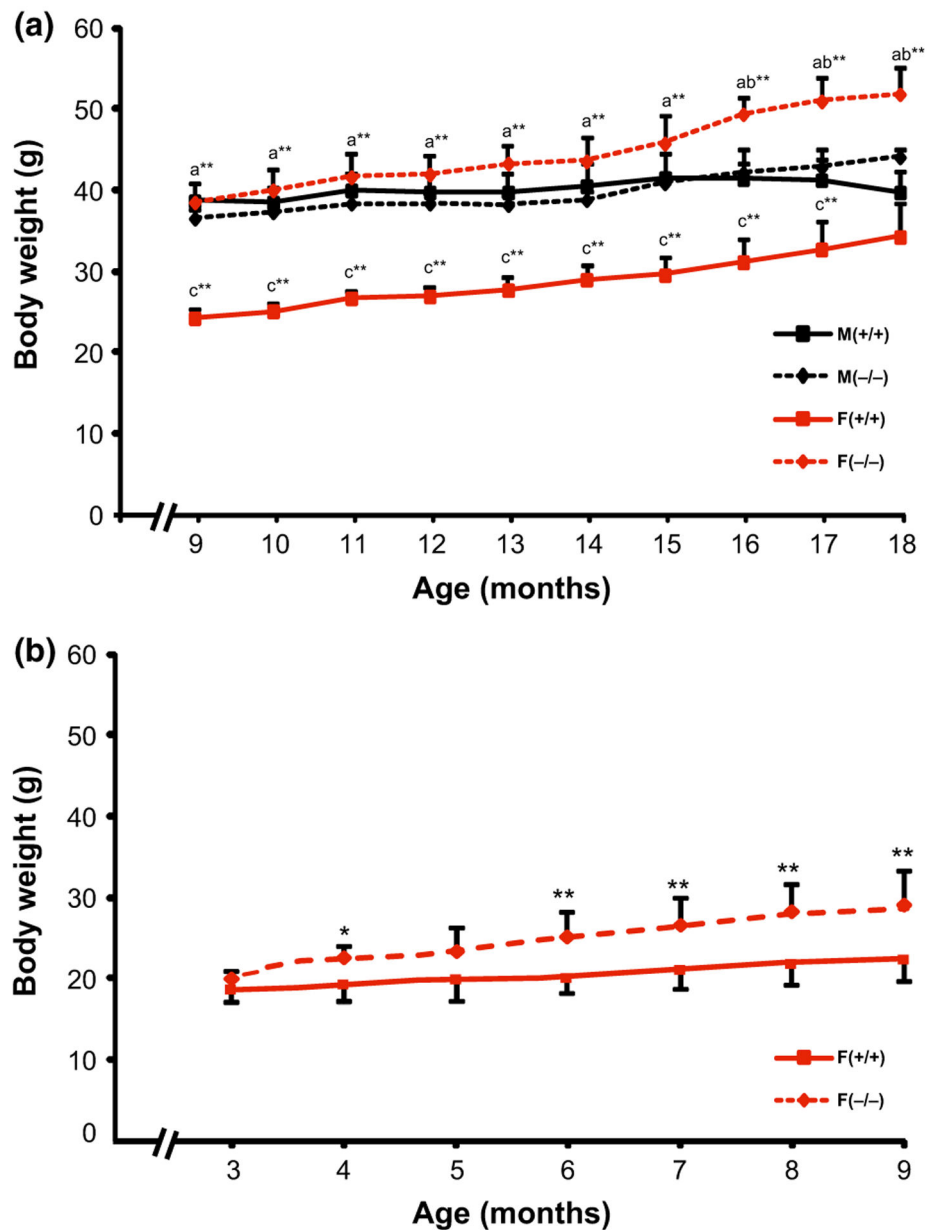 (a)
60
50
40
30
20
10
0
Body weight (g)
a** a** a** a** a** a** a** ab** ab** ab**
c** c** c** c** c** c** c** c** c**
M(+/+)
M(–/–)
F(+/+)
F(–/–)
9 10 11 12 13 14 15 16 17 18
Age (months)
(b)
60
50
40
30
20
10
0
Body weight (g)
* ** ** ** **
F(+/+)
F(–/–)
3 4 5 6 7 8 9
Age (months)